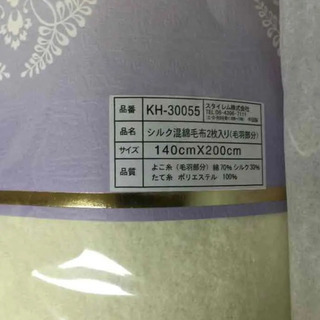 品番 KH-30055 スタイレム株式会社
品名 シルク混綿毛布2枚入り(毛羽部分)
サイズ 140cmX200cm
品質 よこ糸(毛羽部分) 綿70% シルク30%
たて糸 ポリエステル 100%